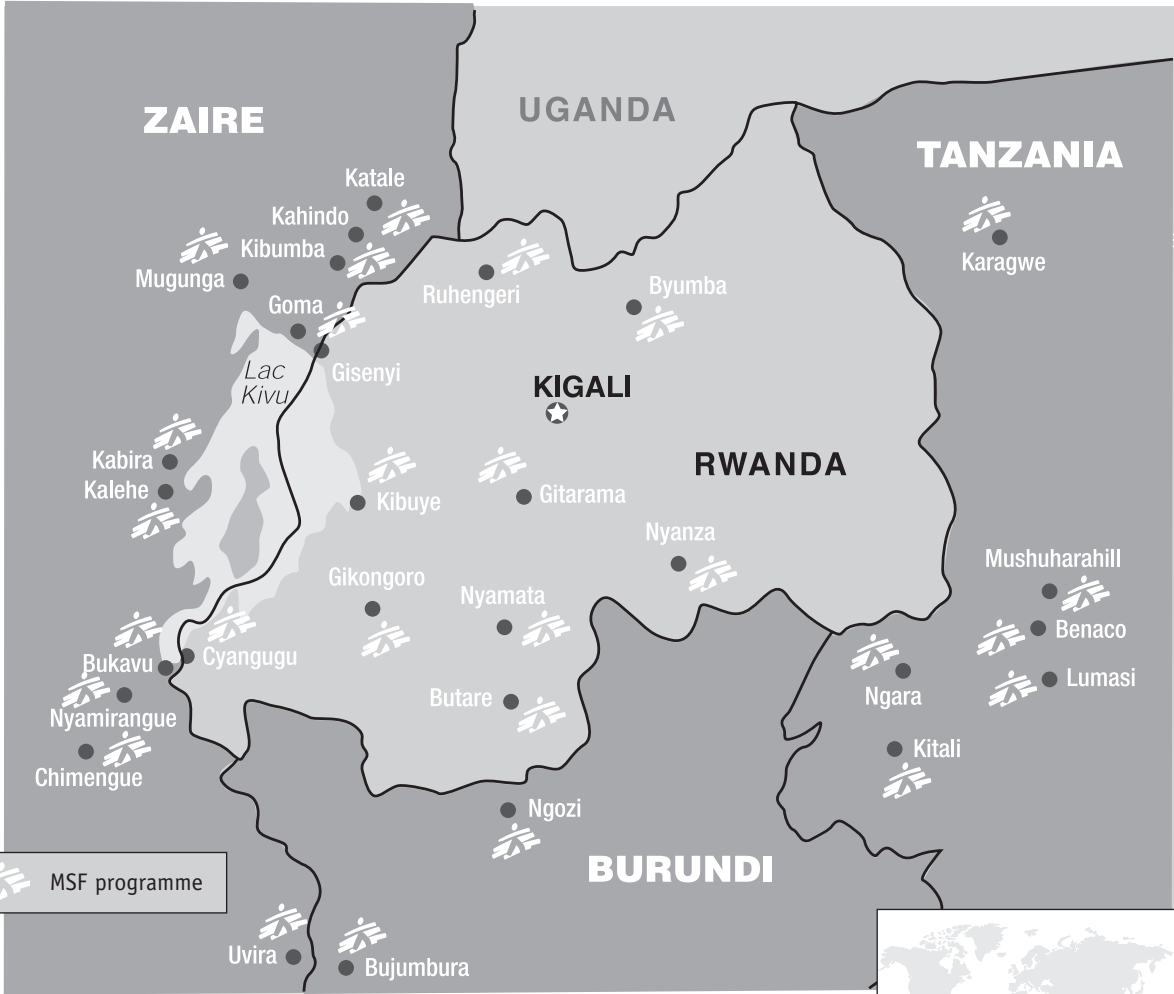 ZAIRE
UGANDA
TANZANIA
Katale
Kahindo
Kibumba
Mugunga
Goma
Gisenyi
Ruhengeri
Byumba
Karagwe
Lac
Kivu
KIGALI
RWANDA
Kabira
Kalehe
Kibuye
Gitarama
Nyanza
Gikongoro
Nyamata
Mushuharahill
Benaco
Lumasi
Ngara
Kitali
Bukavu
Cyangugu
Nyamirangue
Chimengue
Butare
Ngozi
BURUNDI
MSF programme
Uvira
Bujumbura